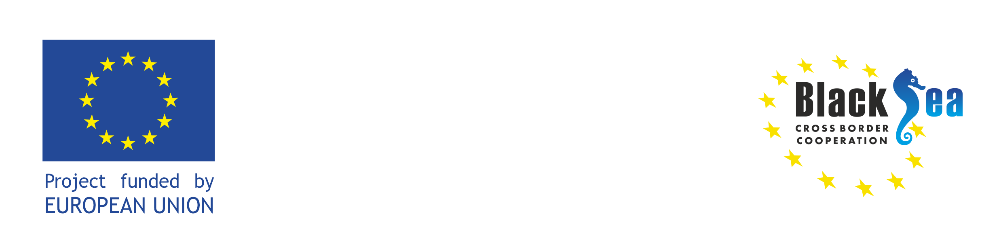 Project funded by
EUROPEAN UNION
Black Sea
CROSS BORDER
COOPERATION